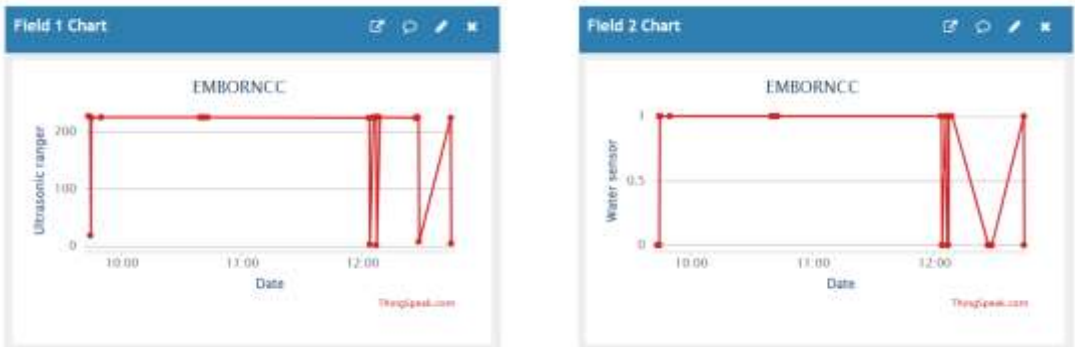 Field 1 Chart
EMBORNCC
Ultrasonic ranger
200
100
0
10:00 11:00 12:00
Date
ThingSpeak.com
Field 2 Chart
EMBORNCC
Water sensor
1
0.5
0
10:00 11:00 12:00
Date
ThingSpeak.com